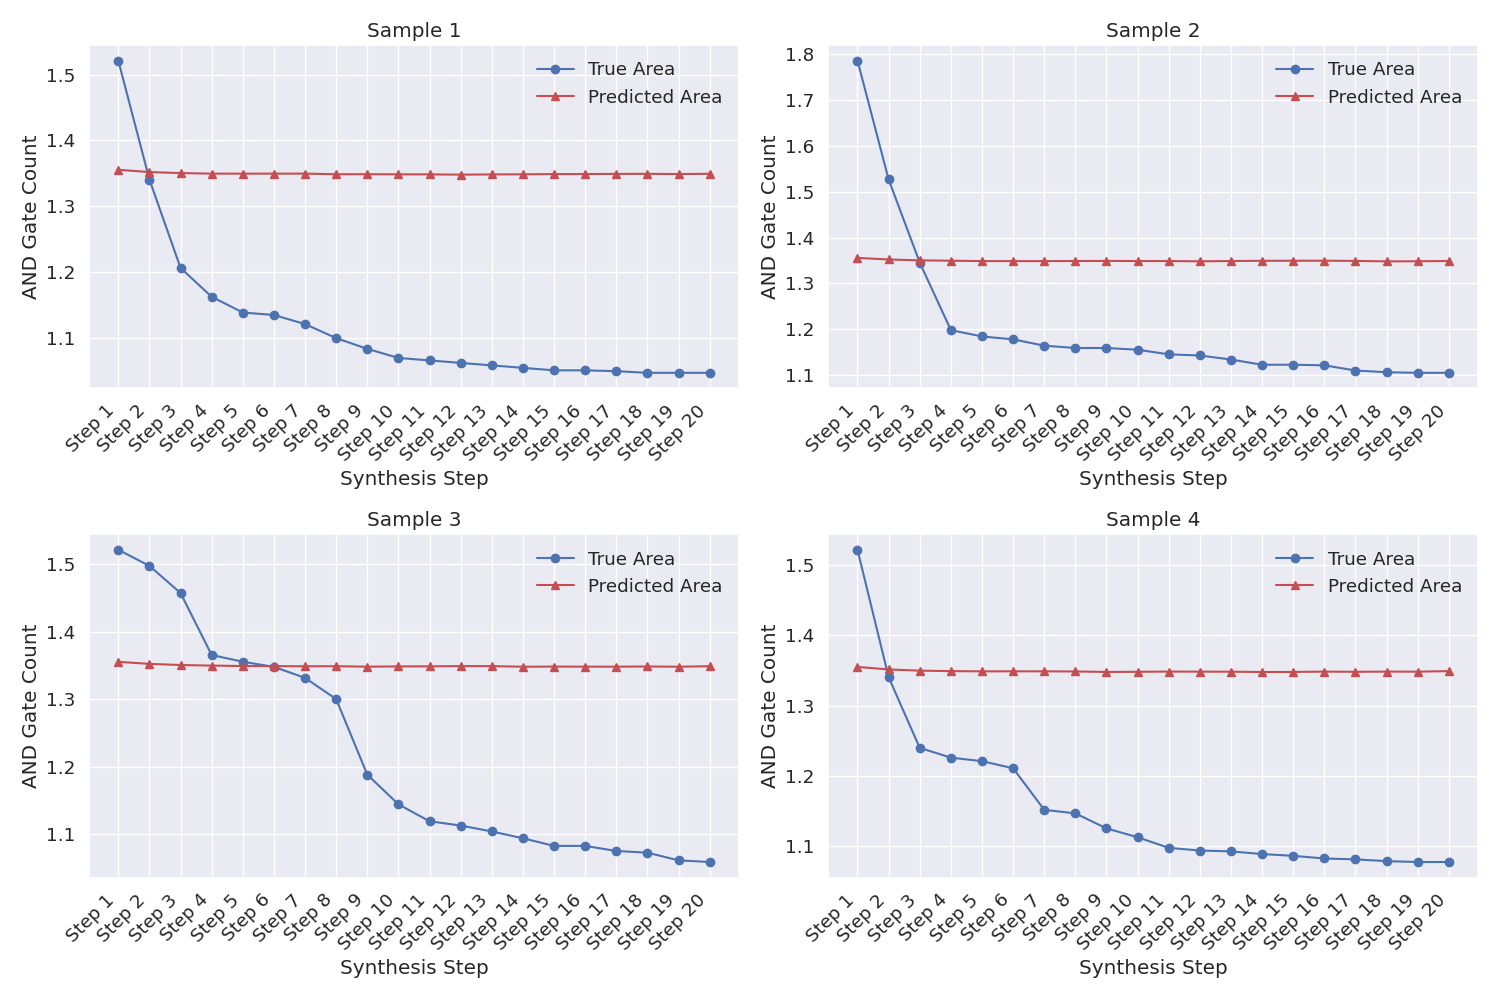 Sample 1
AND Gate Count
1.5
1.4
1.3
1.2
1.1
True Area
Predicted Area
Step 1
Step 2
Step 3
Step 4
Step 5
Step 6
Step 7
Step 8
Step 9
Step 10
Step 11
Step 12
Step 13
Step 14
Step 15
Step 16
Step 17
Step 18
Step 19
Step 20
Synthesis Step
Sample 2
AND Gate Count
1.8
1.7
1.6
1.5
1.4
1.3
1.2
1.1
True Area
Predicted Area
Step 1
Step 2
Step 3
Step 4
Step 5
Step 6
Step 7
Step 8
Step 9
Step 10
Step 11
Step 12
Step 13
Step 14
Step 15
Step 16
Step 17
Step 18
Step 19
Step 20
Synthesis Step
Sample 3
AND Gate Count
1.5
1.4
1.3
1.2
1.1
True Area
Predicted Area
Step 1
Step 2
Step 3
Step 4
Step 5
Step 6
Step 7
Step 8
Step 9
Step 10
Step 11
Step 12
Step 13
Step 14
Step 15
Step 16
Step 17
Step 18
Step 19
Step 20
Synthesis Step
Sample 4
AND Gate Count
1.5
1.4
1.3
1.2
1.1
True Area
Predicted Area
Step 1
Step 2
Step 3
Step 4
Step 5
Step 6
Step 7
Step 8
Step 9
Step 10
Step 11
Step 12
Step 13
Step 14
Step 15
Step 16
Step 17
Step 18
Step 19
Step 20
Synthesis Step